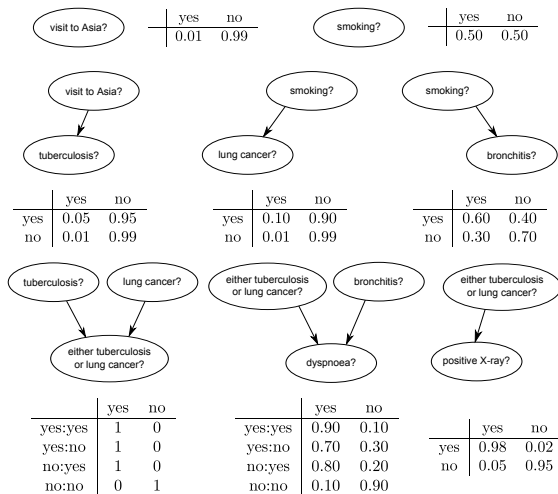 visit to Asia?
yes no
0.01 0.99
smoking?
yes no
0.50 0.50
visit to Asia?
tuberculosis?
yes no
yes 0.05 0.95
no 0.01 0.99
smoking?
lung cancer?
yes no
yes 0.10 0.90
no 0.01 0.99
smoking?
bronchitis?
yes no
yes 0.60 0.40
no 0.30 0.70
tuberculosis?
lung cancer?
either tuberculosis
or lung cancer?
yes no
yes:yes 1 0
yes:no 1 0
no:yes 1 0
no:no 0 1
either tuberculosis
or lung cancer?
bronchitis?
dyspnoea?
yes no
yes:yes 0.90 0.10
yes:no 0.70 0.30
no:yes 0.80 0.20
no:no 0.10 0.90
either tuberculosis
or lung cancer?
positive X-ray?
yes no
yes 0.98 0.02
no 0.05 0.95